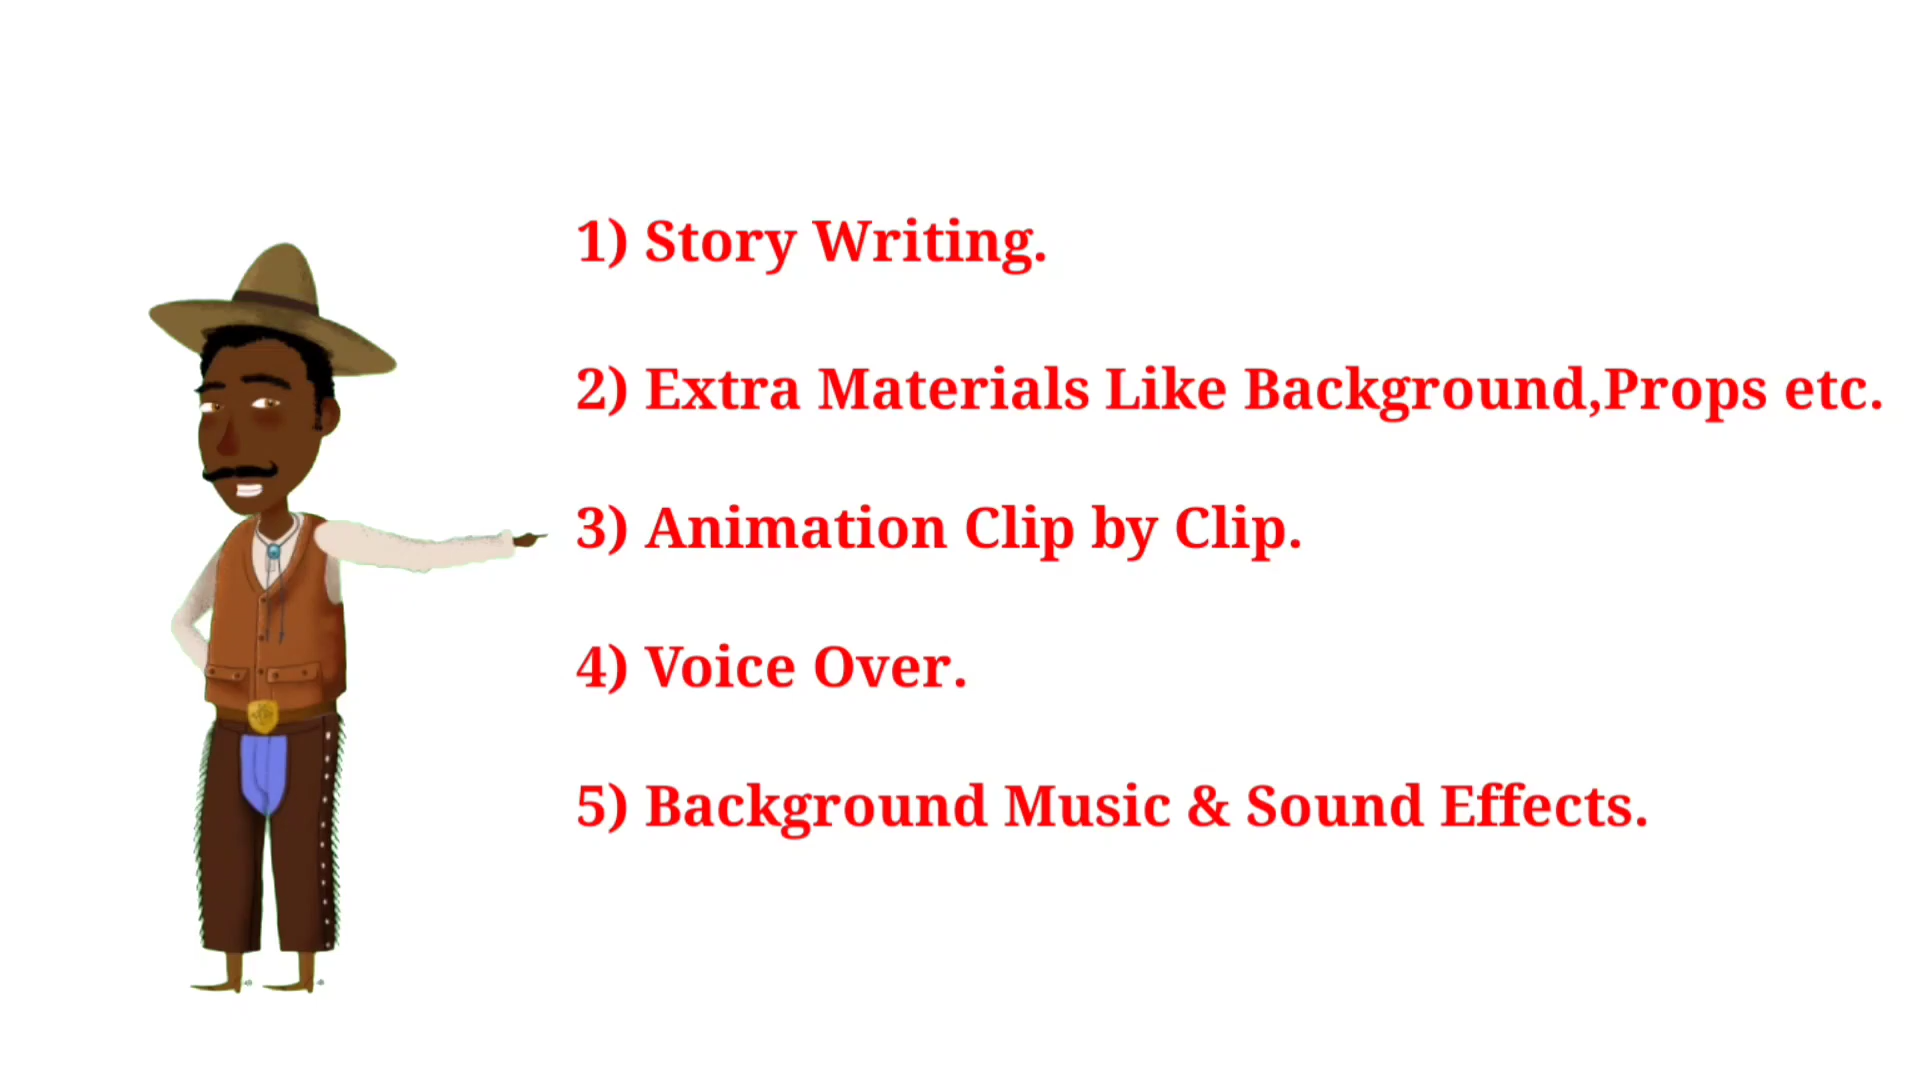 1) Story Writing.
2) Extra Materials Like Background,Props etc.
3) Animation Clip by Clip.
4) Voice Over.
5) Background Music & Sound Effects.